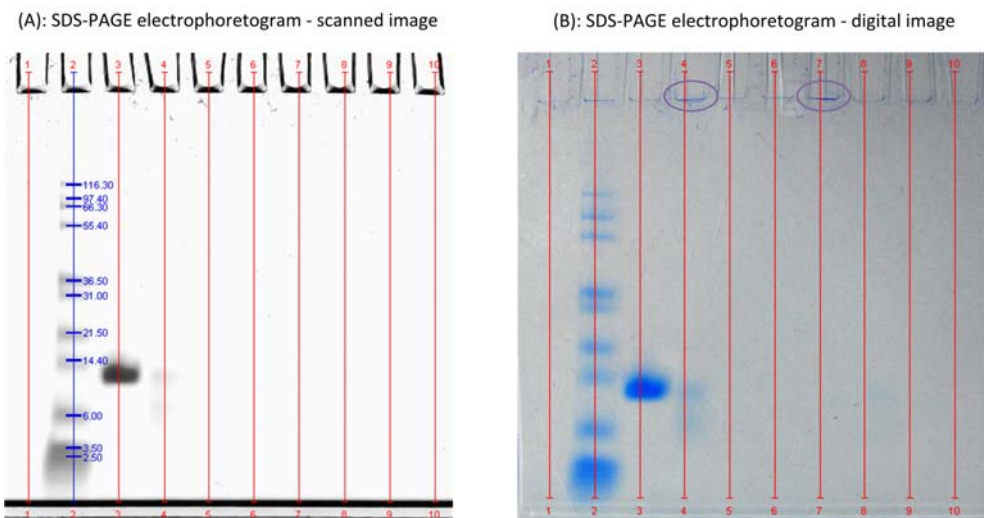 (A): SDS-PAGE electrophoretogram - scanned image
(B): SDS-PAGE electrophoretogram - digital image
1 2 3 4 5 6 7 8 9 10
116.30
97.40
66.30
55.40
36.50
31.00
21.50
14.40
6.00
3.50
2.50
1 2 3 4 5 6 7 8 9 10
1 2 3 4 5 6 7 8 9 10
1 2 3 4 5 6 7 8 9 10